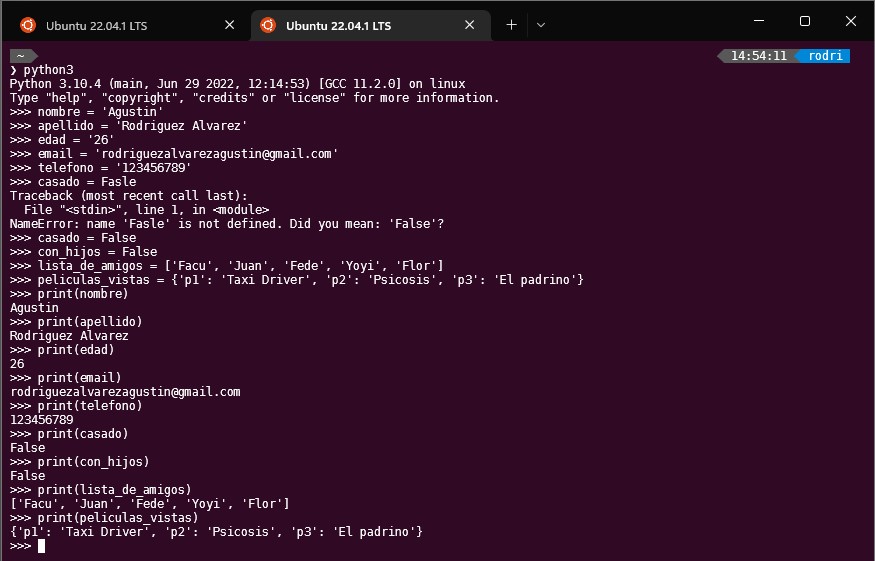 Ubuntu 22.04.1 LTS
Ubuntu 22.04.1 LTS
~ 14:54:11 rodri
❯ python3
Python 3.10.4 (main, Jun 29 2022, 12:14:53) [GCC 11.2.0] on linux
Type "help", "copyright", "credits" or "license" for more information.
>>> nombre = 'Agustin'
>>> apellido = 'Rodriguez Alvarez'
>>> edad = '26'
>>> email = 'rodriguezalvarezagustin@gmail.com'
>>> telefono = '123456789'
>>> casado = Fasle
Traceback (most recent call last):
  File "<stdin>", line 1, in <module>
NameError: name 'Fasle' is not defined. Did you mean: 'False'?
>>> casado = False
>>> con_hijos = False
>>> lista_de_amigos = ['Facu', 'Juan', 'Fede', 'Yoyi', 'Flor']
>>> peliculas_vistas = {'p1': 'Taxi Driver', 'p2': 'Psicosis', 'p3': 'El padrino'}
>>> print(nombre)
Agustin
>>> print(apellido)
Rodriguez Alvarez
>>> print(edad)
26
>>> print(email)
rodriguezalvarezagustin@gmail.com
>>> print(telefono)
123456789
>>> print(casado)
False
>>> print(con_hijos)
False
>>> print(lista_de_amigos)
['Facu', 'Juan', 'Fede', 'Yoyi', 'Flor']
>>> print(peliculas_vistas)
{'p1': 'Taxi Driver', 'p2': 'Psicosis', 'p3': 'El padrino'}
>>>